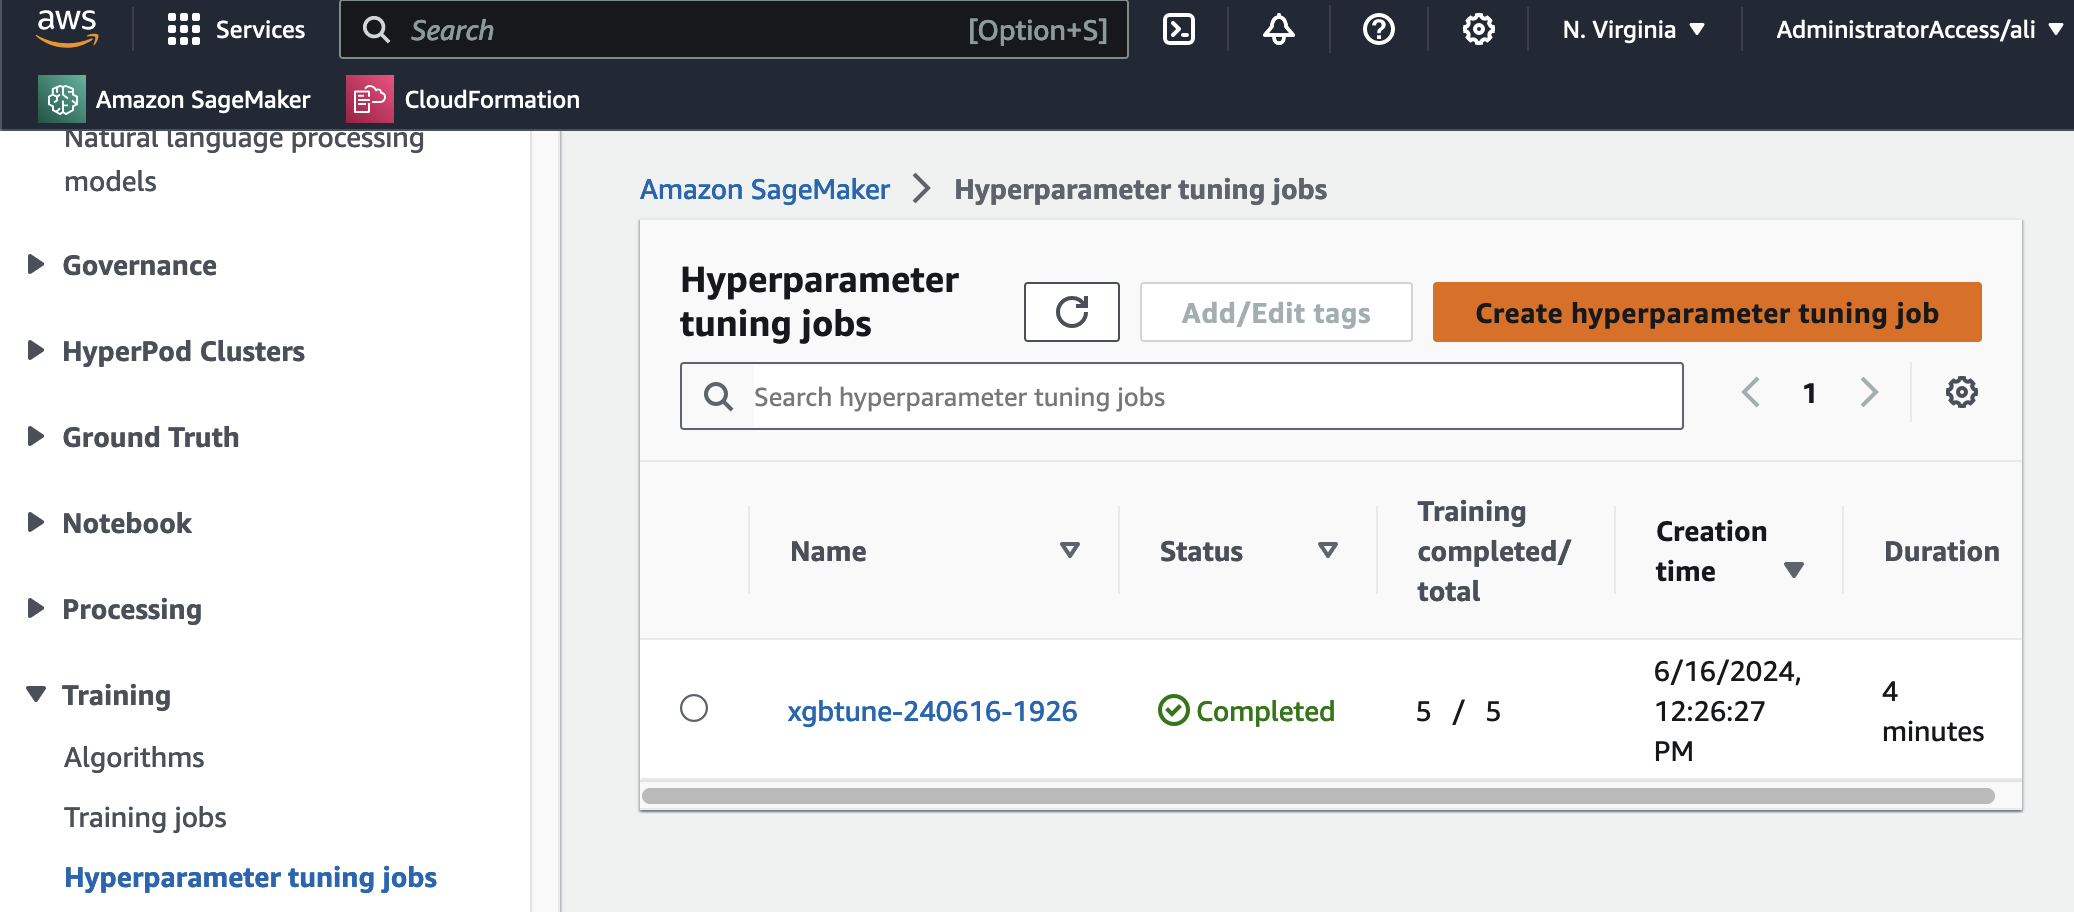 aws
Services
Search
[Option+S]
N. Virginia
AdministratorAccess/ali
Amazon SageMaker
CloudFormation
Natural language processing
models
Governance
HyperPod Clusters
Ground Truth
Notebook
Processing
Training
Algorithms
Training jobs
Hyperparameter tuning jobs
Amazon SageMaker
Hyperparameter tuning jobs
Hyperparameter
tuning jobs
Add/Edit tags
Create hyperparameter tuning job
Search hyperparameter tuning jobs
1
Name
Status
Training
completed/
total
Creation
time
Duration
xgbtune-240616-1926
Completed
5 / 5
6/16/2024,
12:26:27
PM
4
minutes